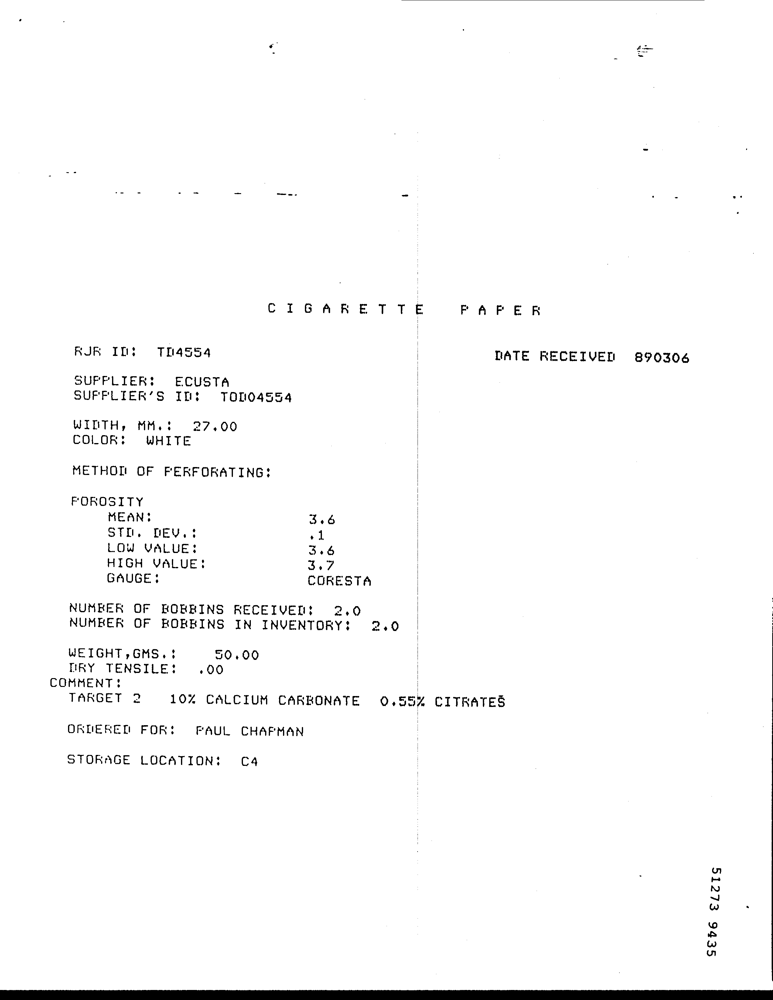 CIGARETTE PAPER
RJR ID: TD4554
DATE RECEIVED 890306
SUPPLIER: ECUSTA
SUPPLIER'S ID: TOD04554
WIDTH, MM.: 27.00
COLOR: WHITE
METHOD OF PERFORATING:
POROSITY
MEAN: 3.6
STD. DEV.: .1
LOW VALUE: 3.6
HIGH VALUE: 3.7
GAUGE: CORESTA
NUMBER OF BOBBINS RECEIVED: 2.0
NUMBER OF BOBBINS IN INVENTORY: 2.0
WEIGHT,GMS.: 50.00
DRY TENSILE: .00
COMMENT:
TARGET 2 10% CALCIUM CARBONATE 0.55% CITRATES
ORDERED FOR: PAUL CHAPMAN
STORAGE LOCATION: C4
51273 9435